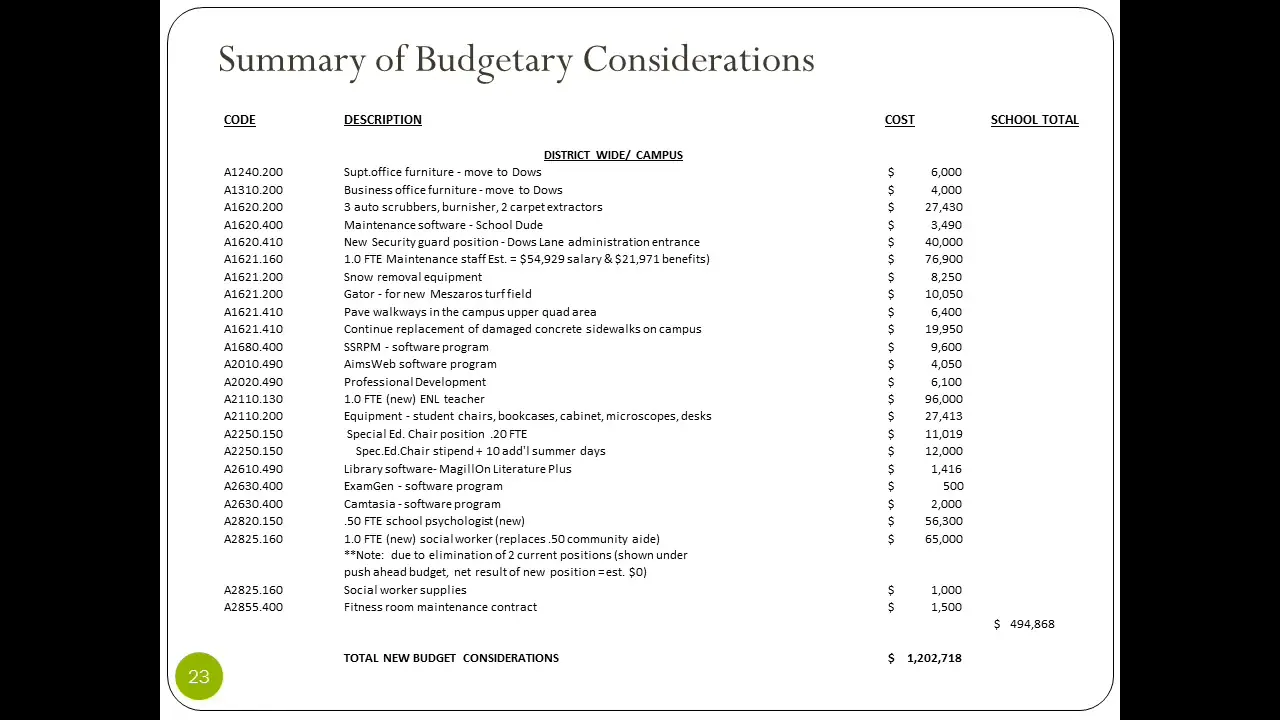 Summary of Budgetary Considerations
CODE DESCRIPTION COST SCHOOL TOTAL
DISTRICT WIDE/ CAMPUS
A1240.200 Supt.office furniture - move to Dows $ 6,000
A1310.200 Business office furniture - move to Dows $ 4,000
A1620.200 3 auto scrubbers, burnisher, 2 carpet extractors $ 27,430
A1620.400 Maintenance software - School Dude $ 3,490
A1620.410 New Security guard position - Dows Lane administration entrance $ 40,000
A1621.160 1.0 FTE Maintenance staff Est. = $54,929 salary & $21,971 benefits) $ 76,900
A1621.200 Snow removal equipment $ 8,250
A1621.200 Gator - for new Meszaros turf field $ 10,050
A1621.410 Pave walkways in the campus upper quad area $ 6,400
A1621.410 Continue replacement of damaged concrete sidewalks on campus $ 19,950
A1680.400 SSRPM - software program $ 9,600
A2010.490 AimsWeb software program $ 4,050
A2020.490 Professional Development $ 6,100
A2110.130 1.0 FTE (new) ENL teacher $ 96,000
A2110.200 Equipment - student chairs, bookcases, cabinet, microscopes, desks $ 27,413
A2250.150 Special Ed. Chair position .20 FTE $ 11,019
A2250.150 Spec.Ed.Chair stipend + 10 add'l summer days $ 12,000
A2610.490 Library software- MagillOn Literature Plus $ 1,416
A2630.400 ExamGen - software program $ 500
A2630.400 Camtasia - software program $ 2,000
A2820.150 .50 FTE school psychologist (new) $ 56,300
A2825.160 1.0 FTE (new) social worker (replaces .50 community aide) $ 65,000
**Note: due to elimination of 2 current positions (shown under
push ahead budget, net result of new position = est. $0)
A2825.160 Social worker supplies $ 1,000
A2855.400 Fitness room maintenance contract $ 1,500
$ 494,868
TOTAL NEW BUDGET CONSIDERATIONS $ 1,202,718
23